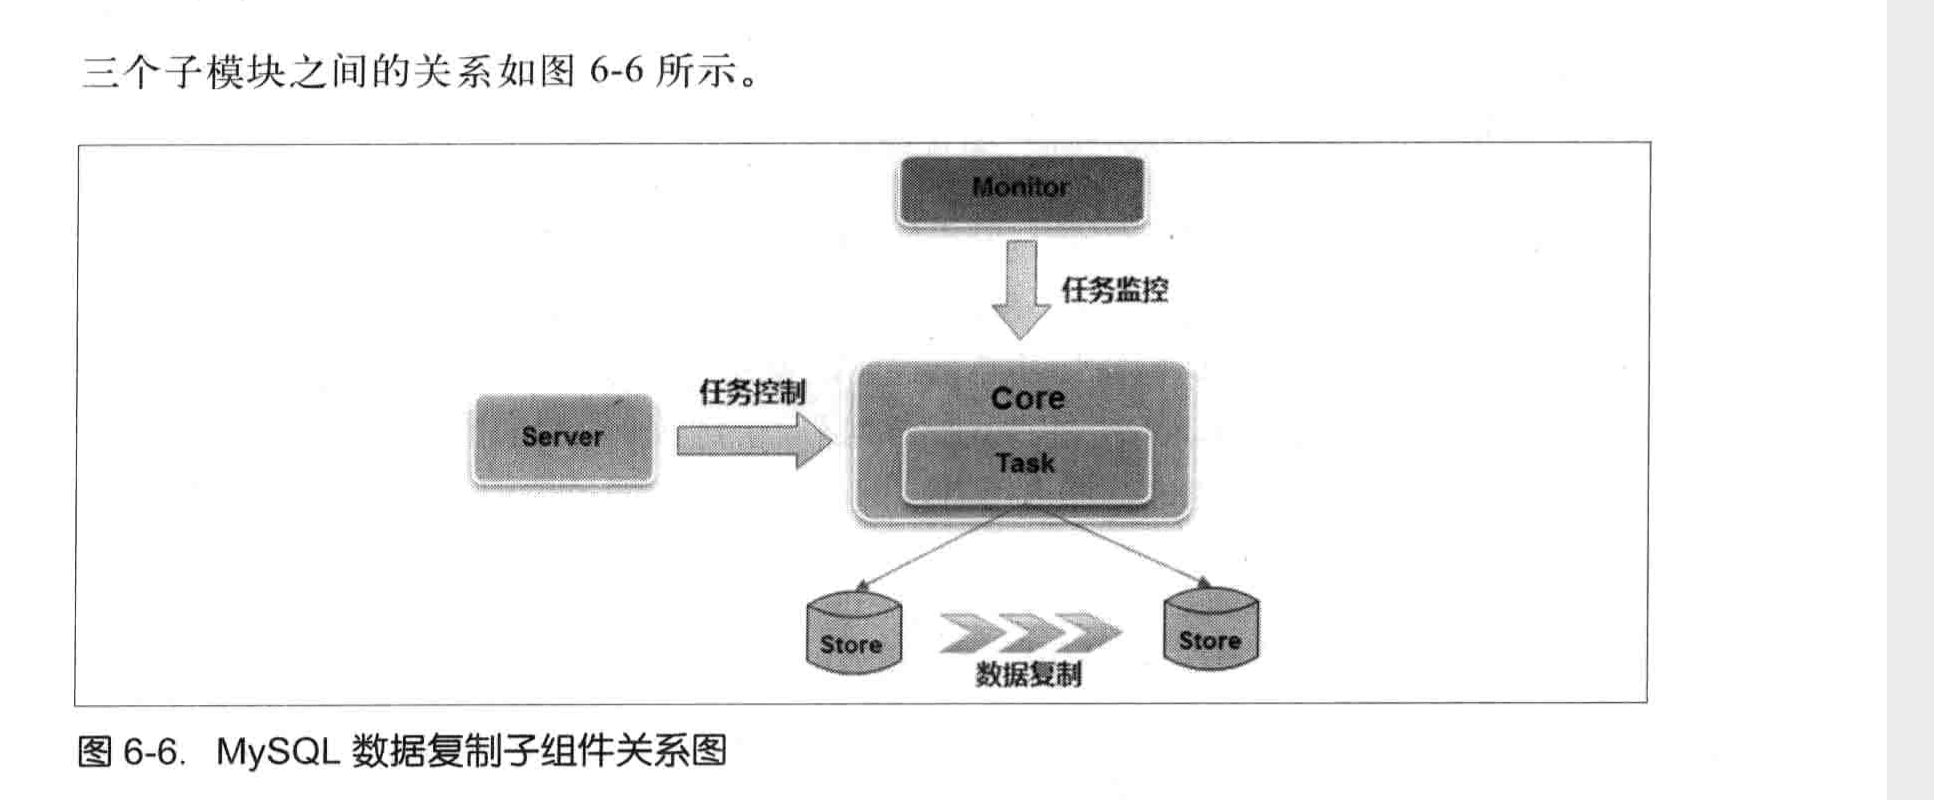 三个子模块之间的关系如图 6-6 所示。
Monitor
任务监控
任务控制
Core
Server
Task
Store
Store
数据复制
图 6-6. MySQL 数据复制子组件关系图